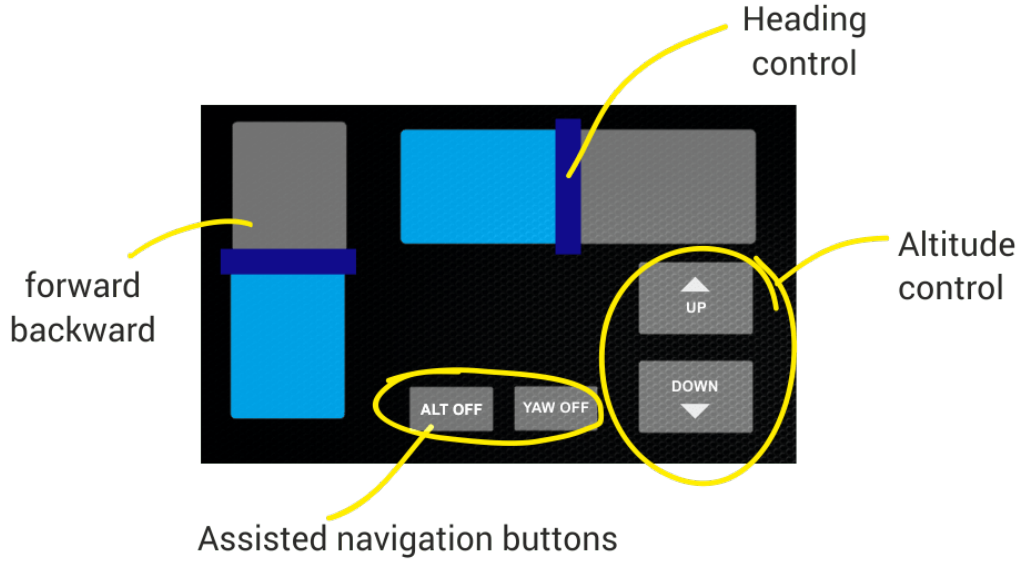 Heading
control
forward
backward
Altitude
control
UP
DOWN
ALT OFF
YAW OFF
Assisted navigation buttons